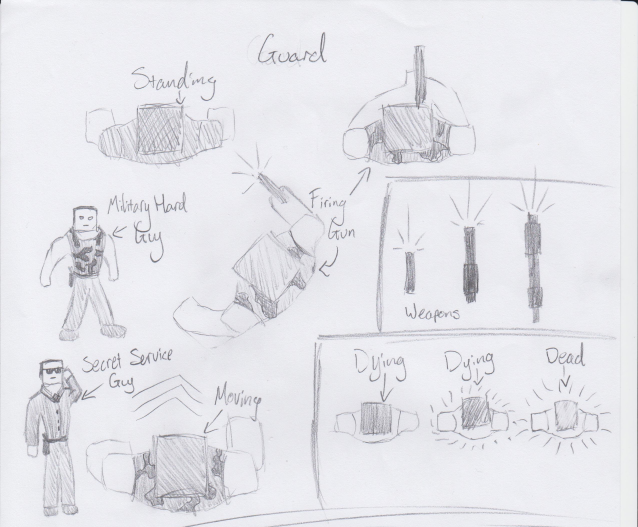 Guard
Standing
Military Hard
Guy
Firing
Gun
Weapons
Secret Service
Guy
Moving
Dying
Dying
Dead